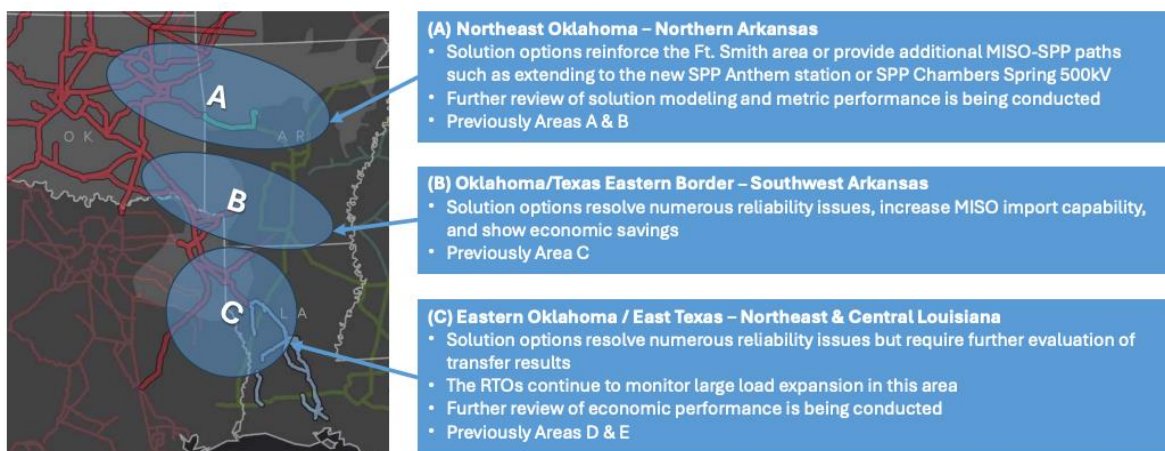 (A) Northeast Oklahoma – Northern Arkansas
• Solution options reinforce the Ft. Smith area or provide additional MISO-SPP paths
such as extending to the new SPP Anthem station or SPP Chambers Spring 500kV
• Further review of solution modeling and metric performance is being conducted
• Previously Areas A & B
A
OK
AR
(B) Oklahoma/Texas Eastern Border – Southwest Arkansas
• Solution options resolve numerous reliability issues, increase MISO import capability,
and show economic savings
• Previously Area C
B
(C) Eastern Oklahoma / East Texas – Northeast & Central Louisiana
• Solution options resolve numerous reliability issues but require further evaluation of
transfer results
• The RTOs continue to monitor large load expansion in this area
• Further review of economic performance is being conducted
• Previously Areas D & E
C
LA